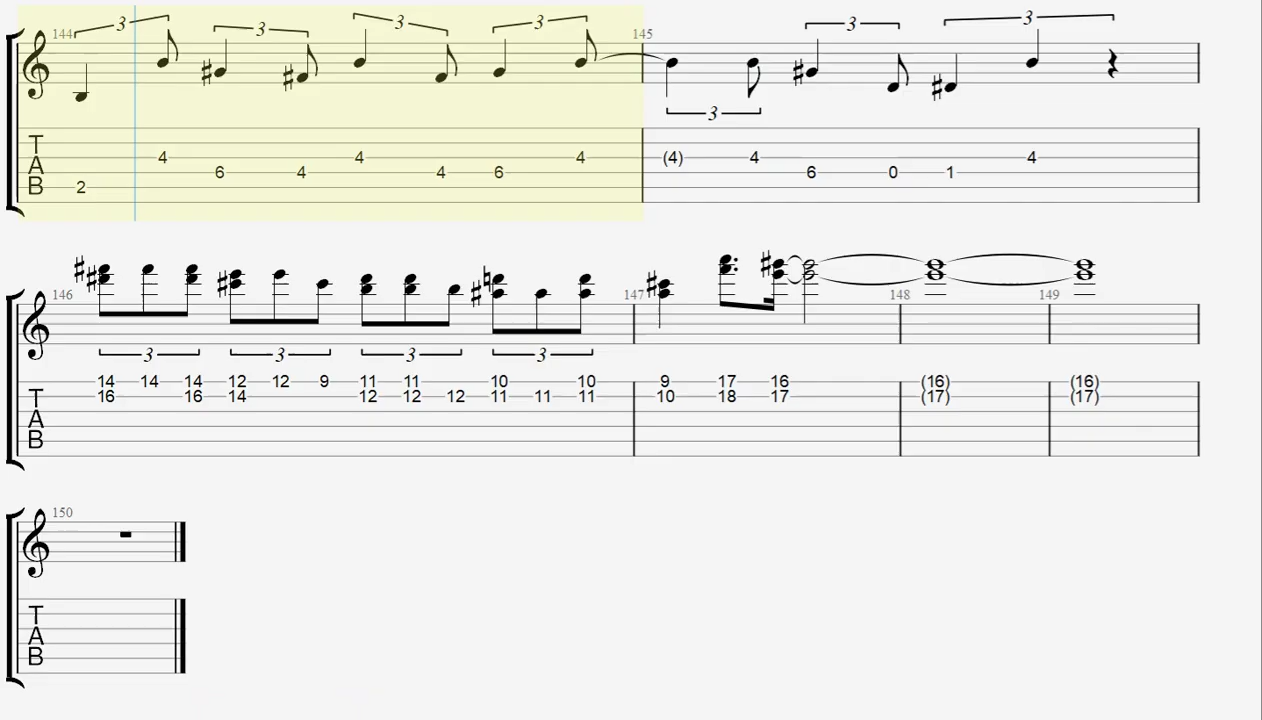 144 3 3 3 3 145 3 3
3
T
4 4 4 (4) 4 4
A
6 4 4 6 6 0 1
B
2
146 147 148 149
3 3 3 3
14 14 14 12 12 9 11 11 10 10 9 17 16 (16) (16)
T 16 16 14 12 12 12 11 11 11 10 18 17 (17) (17)
A
B
150
T
A
B